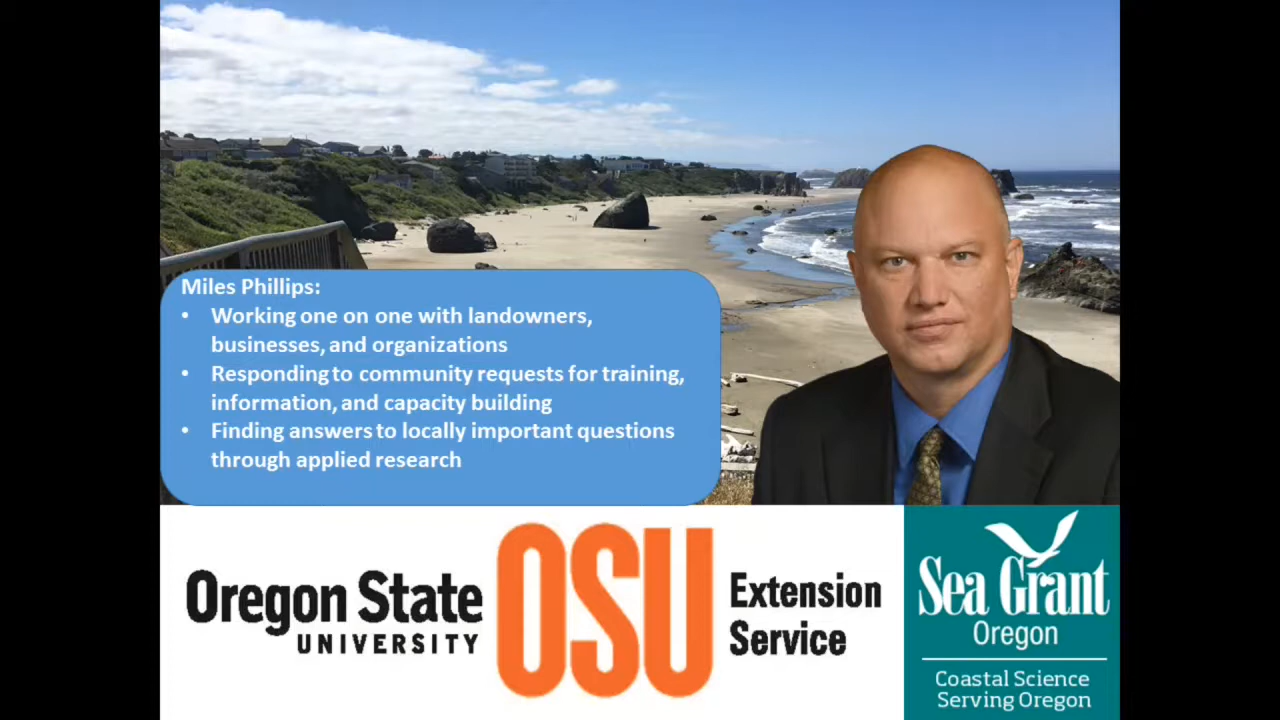 Miles Phillips:
• Working one on one with landowners,
businesses, and organizations
• Responding to community requests for training,
information, and capacity building
• Finding answers to locally important questions
through applied research
Oregon State
UNIVERSITY
OSU
Extension
Service
Sea Grant
Oregon
Coastal Science
Serving Oregon